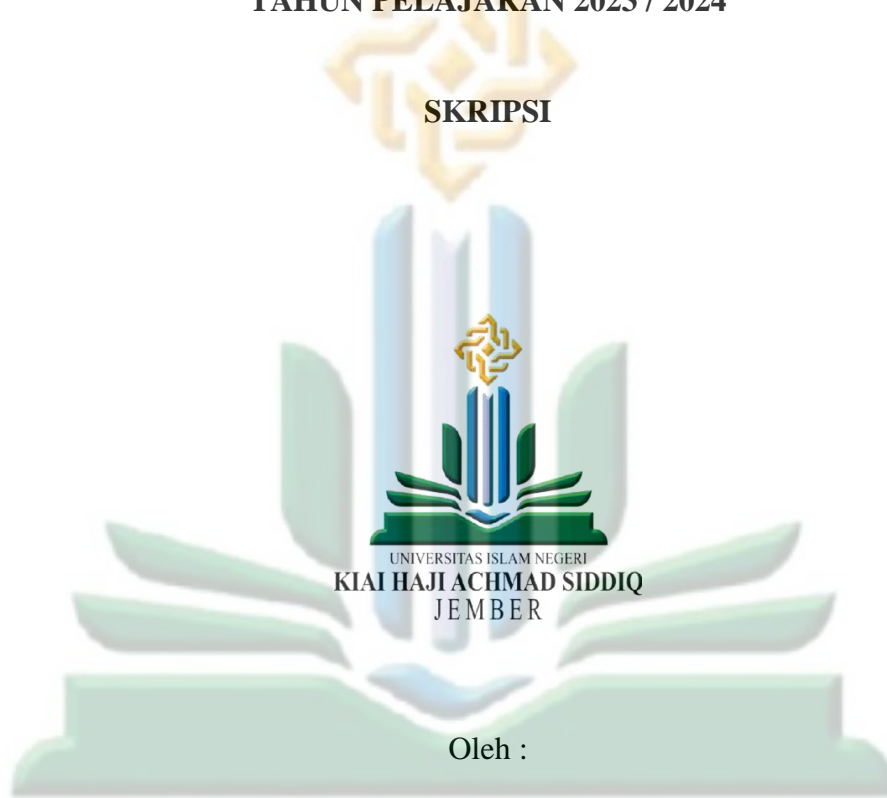 TAHUN PELAJARAN 2023 / 2024
SKRIPSI
UNIVERSITAS ISLAM NEGERI
KIAI HAJI ACHMAD SIDDIQ
JEMBER
Oleh :